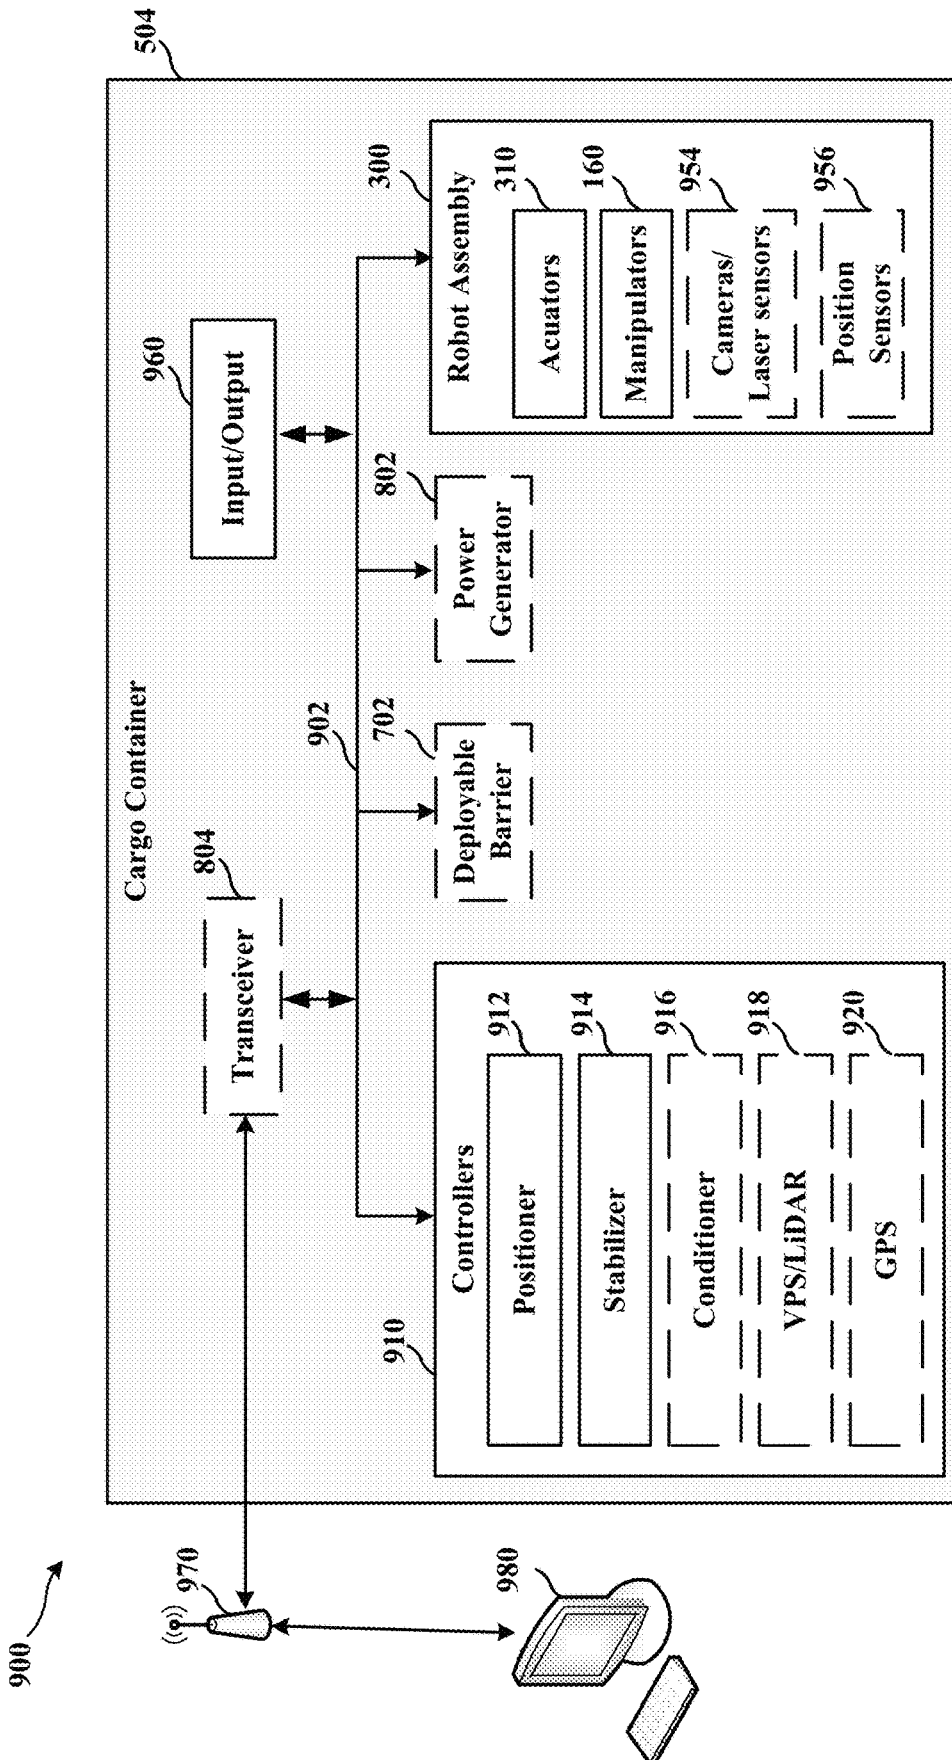 900
504
Cargo Container
970
980
Transceiver
804
Input/Output
960
902
910
Controllers
Positioner
912
Stabilizer
914
Conditioner
916
VPS/LiDAR
918
GPS
920
702
Deployable
Barrier
802
Power
Generator
300
Robot Assembly
Acuators
310
Manipulators
160
Cameras/
Laser sensors
954
Position
Sensors
956